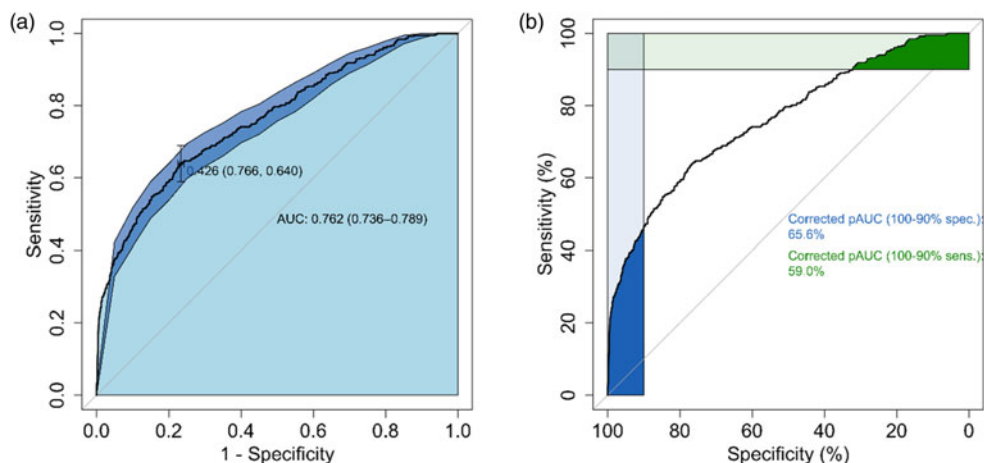 (a)
1.0
0.8
0.6
0.4
0.2
0.0
Sensitivity
0.426 (0.766, 0.640)
AUC: 0.762 (0.736–0.789)
0.0 0.2 0.4 0.6 0.8 1.0
1 - Specificity
(b)
100
80
60
40
20
0
Sensitivity (%)
Corrected pAUC (100-90% spec.):
65.6%
Corrected pAUC (100-90% sens.):
59.0%
100 80 60 40 20 0
Specificity (%)